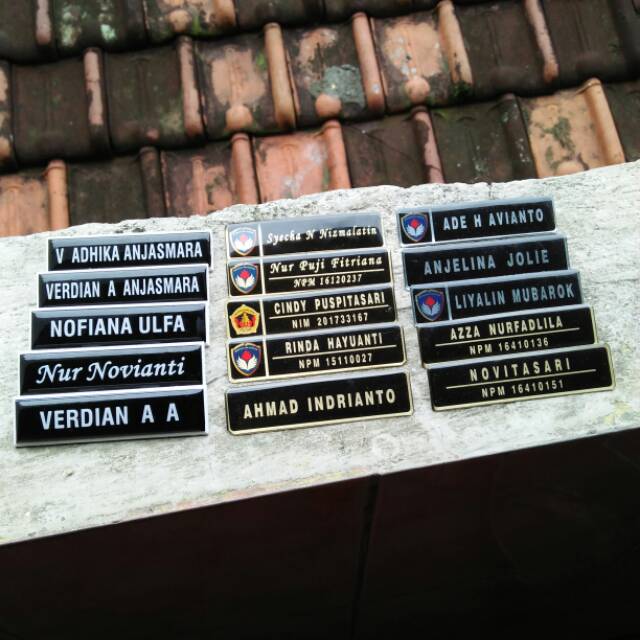 V ADHIKA ANJASMARA
VERDIAN A ANJASMARA
NOFIANA ULFA
Nur Novianti
VERDIAN A A
Syecha N Nizmalatin
Nur Puji Fitriana
NPM 16120237
CINDY PUSPITASARI
NIM 201733167
RINDA HAYUANTI
NPM 15110027
AHMAD INDRIANTO
ADE H AVIANTO
ANJELINA JOLIE
LIYALIN MUBAROK
AZZA NURFADLILA
NPM 16410136
NOVITASARI
NPM 16410151